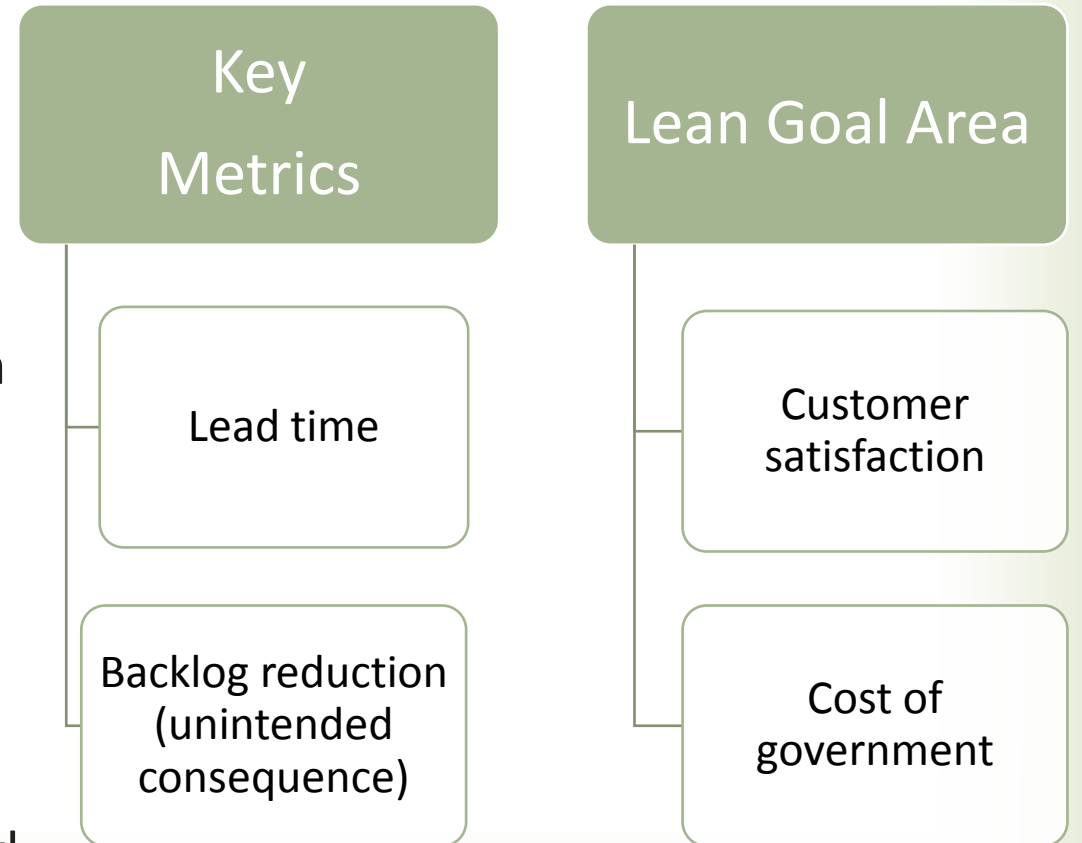 Key
Metrics
Lead time
Backlog reduction
(unintended
consequence)
Lean Goal Area
Customer
satisfaction
Cost of
government